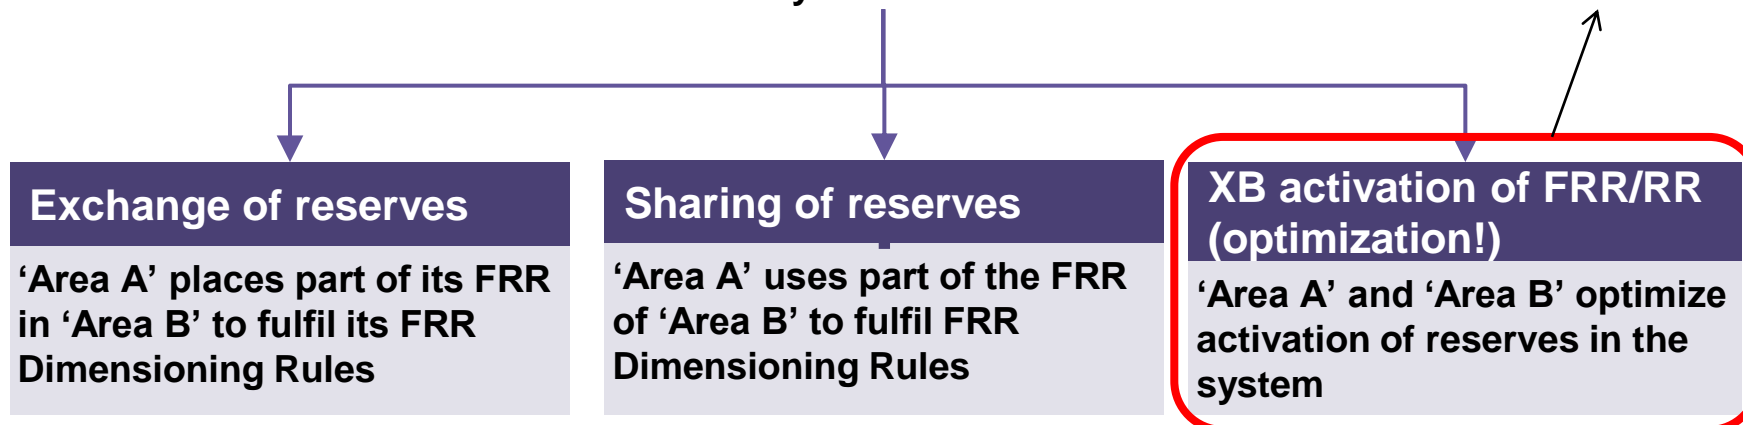 Exchange of reserves
‘Area A’ places part of its FRR
in ‘Area B’ to fulfil its FRR
Dimensioning Rules
Sharing of reserves
‘Area A’ uses part of the FRR
of ‘Area B’ to fulfil FRR
Dimensioning Rules
XB activation of FRR/RR
(optimization!)
‘Area A’ and ‘Area B’ optimize
activation of reserves in the
system